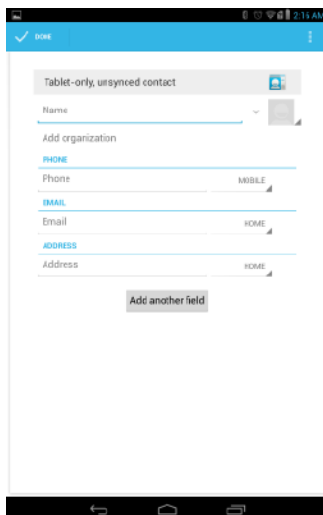 2:15 AM
DONE
Tablet-only, unsynced contact
Name
Add organization
PHONE
Phone MOBILE
EMAIL
Email HOME
ADDRESS
Address HOME
Add another field